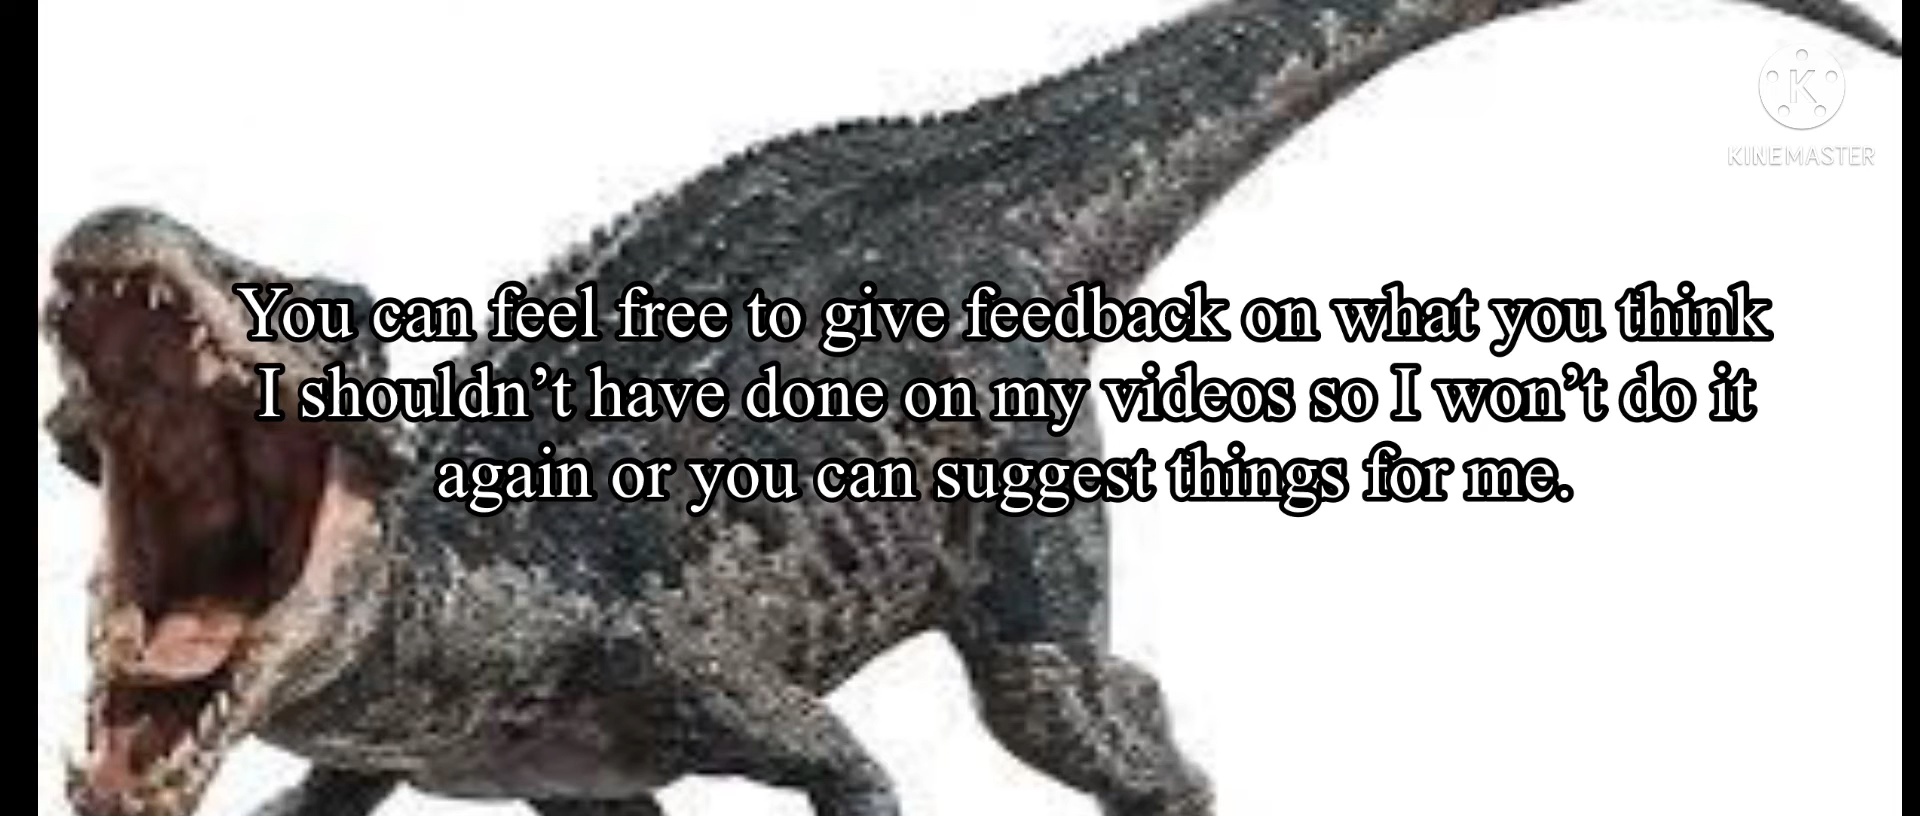 K
KINEMASTER
You can feel free to give feedback on what you think
I shouldn’t have done on my videos so I won’t do it
again or you can suggest things for me.